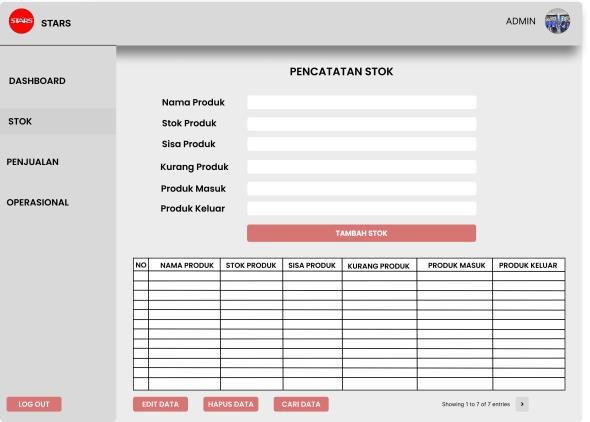 STARS
STARS
ADMIN
DASHBOARD
STOK
PENJUALAN
OPERASIONAL
LOG OUT
PENCATATAN STOK
Nama Produk
Stok Produk
Sisa Produk
Kurang Produk
Produk Masuk
Produk Keluar
TAMBAH STOK
NO NAMA PRODUK STOK PRODUK SISA PRODUK KURANG PRODUK PRODUK MASUK PRODUK KELUAR
EDIT DATA HAPUS DATA CARI DATA Showing 1 to 7 of 7 entries >